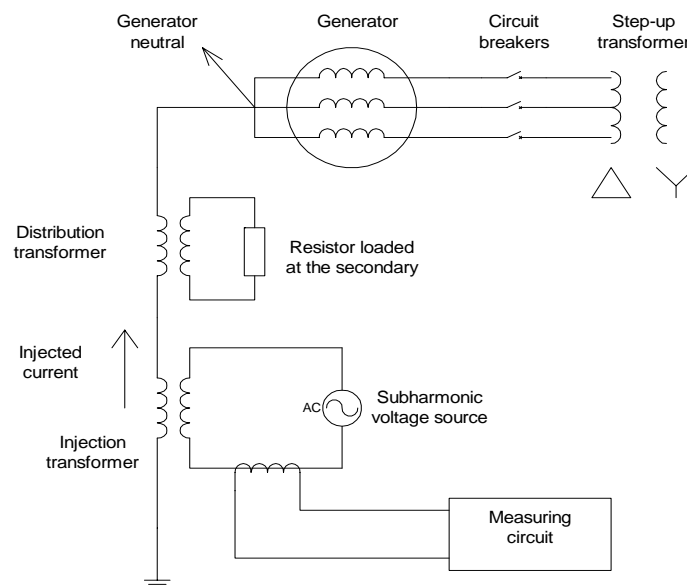 Generator
neutral
Generator
Circuit
breakers
Step-up
transformer
Distribution
transformer
Resistor loaded
at the secondary
Injected
current
AC
Subharmonic
voltage source
Injection
transformer
Measuring
circuit